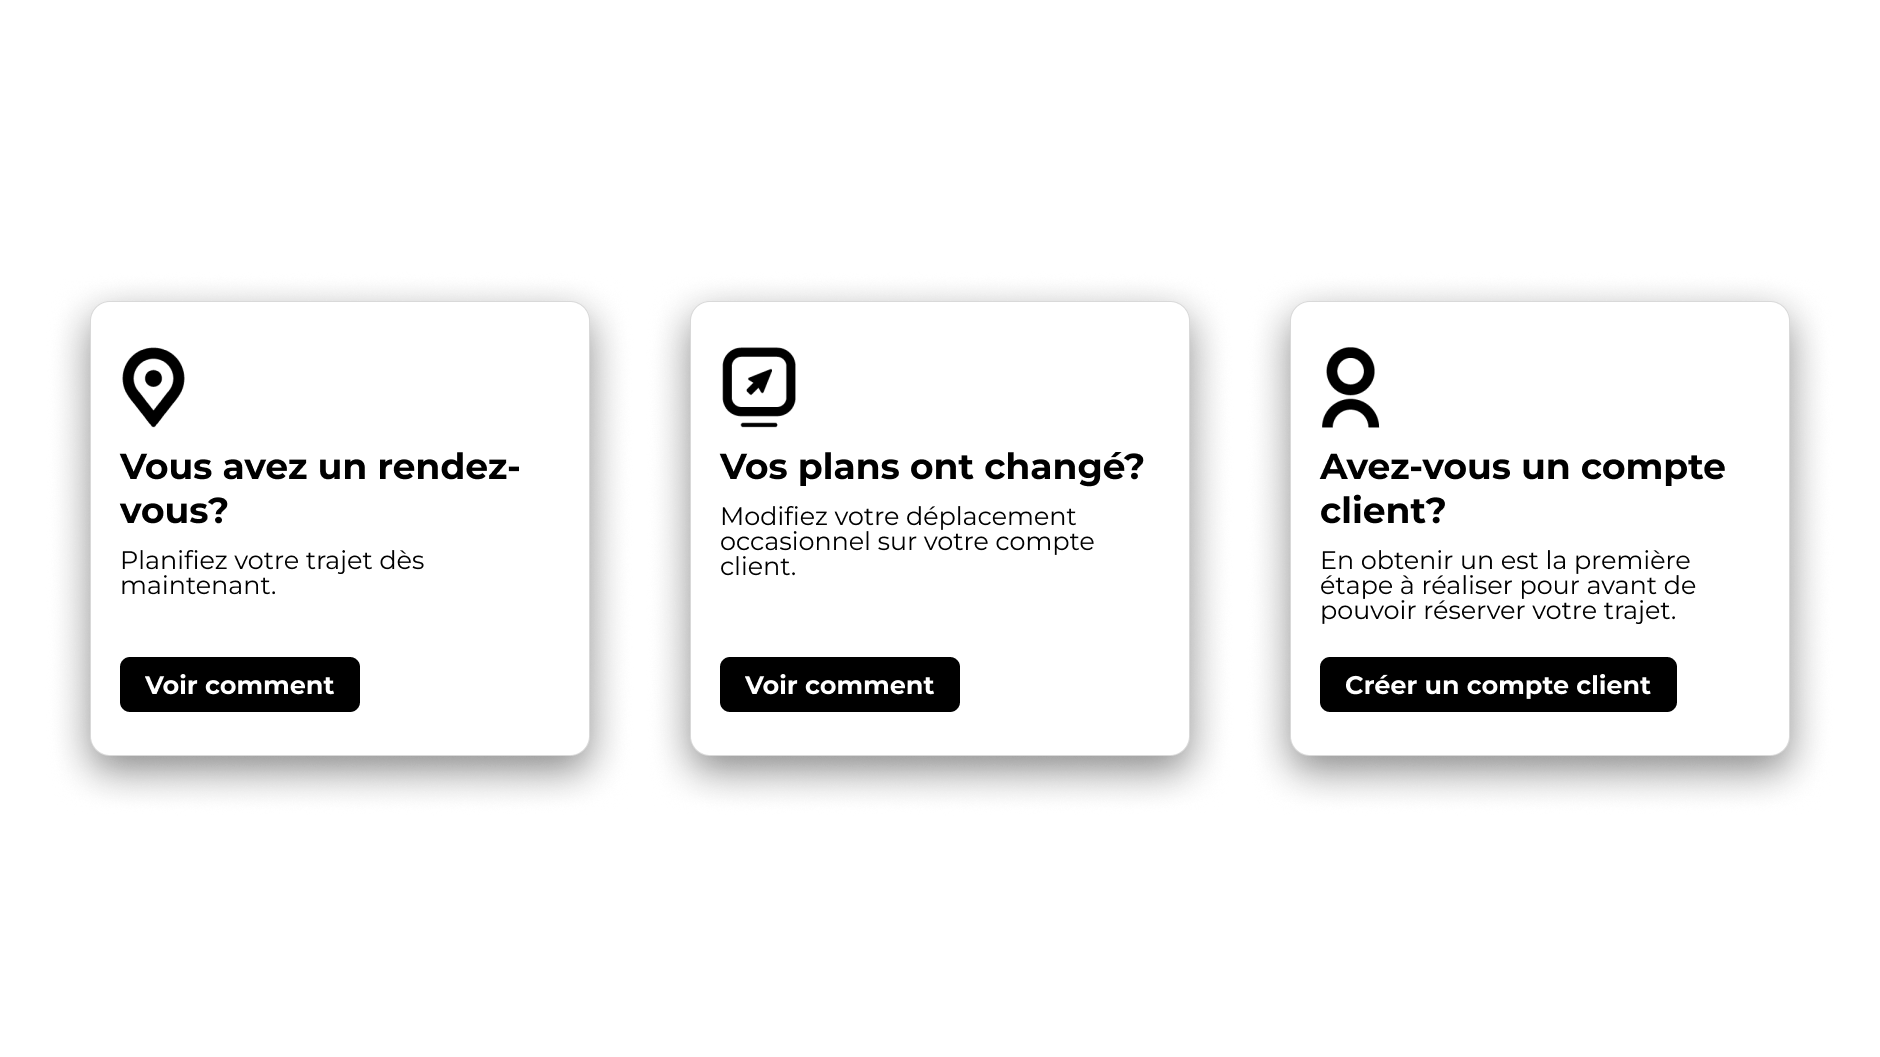 Vous avez un rendez-
vous?
Planifiez votre trajet dès
maintenant.
Voir comment
Vos plans ont changé?
Modifiez votre déplacement
occasionnel sur votre compte
client.
Voir comment
Avez-vous un compte
client?
En obtenir un est la première
étape à réaliser pour avant de
pouvoir réserver votre trajet.
Créer un compte client